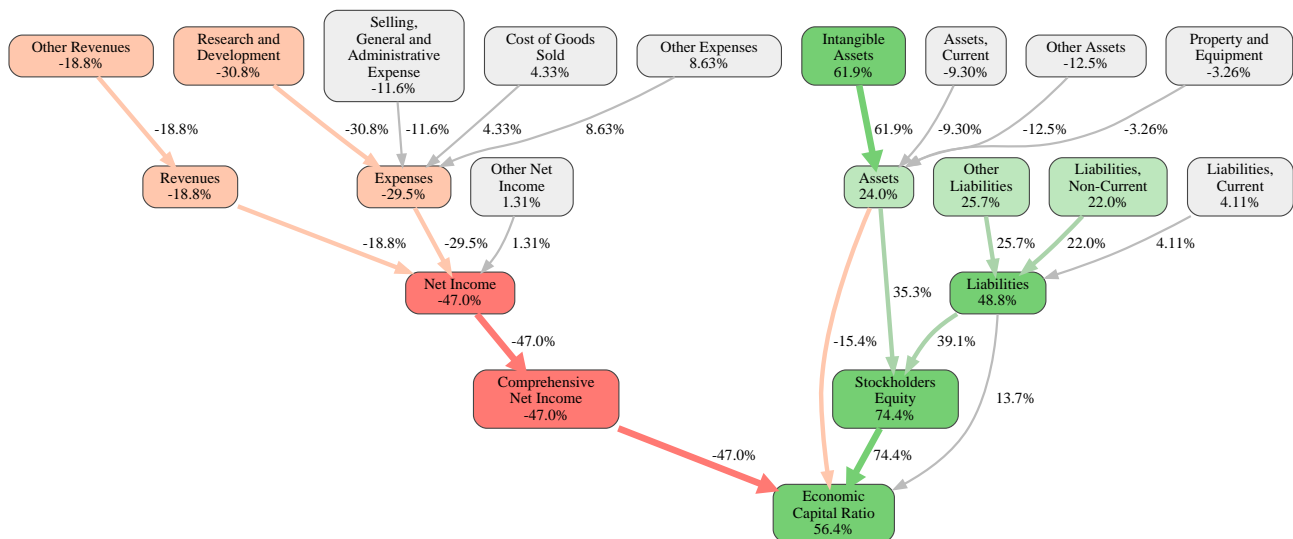 Other Revenues
-18.8%
Research and
Development
-30.8%
Selling,
General and
Administrative
Expense
-11.6%
Cost of Goods
Sold
4.33%
Other Expenses
8.63%
Intangible
Assets
61.9%
Assets,
Current
-9.30%
Other Assets
-12.5%
Property and
Equipment
-3.26%
-18.8%
-30.8%
-11.6%
4.33%
8.63%
61.9%
-9.30%
-12.5%
-3.26%
Revenues
-18.8%
Expenses
-29.5%
Other Net
Income
1.31%
Assets
24.0%
Other
Liabilities
25.7%
Liabilities,
Non-Current
22.0%
Liabilities,
Current
4.11%
-18.8%
-29.5%
1.31%
25.7%
22.0%
4.11%
Net Income
-47.0%
35.3%
Liabilities
48.8%
-47.0%
-15.4%
39.1%
Comprehensive
Net Income
-47.0%
Stockholders
Equity
74.4%
13.7%
-47.0%
74.4%
Economic
Capital Ratio
56.4%